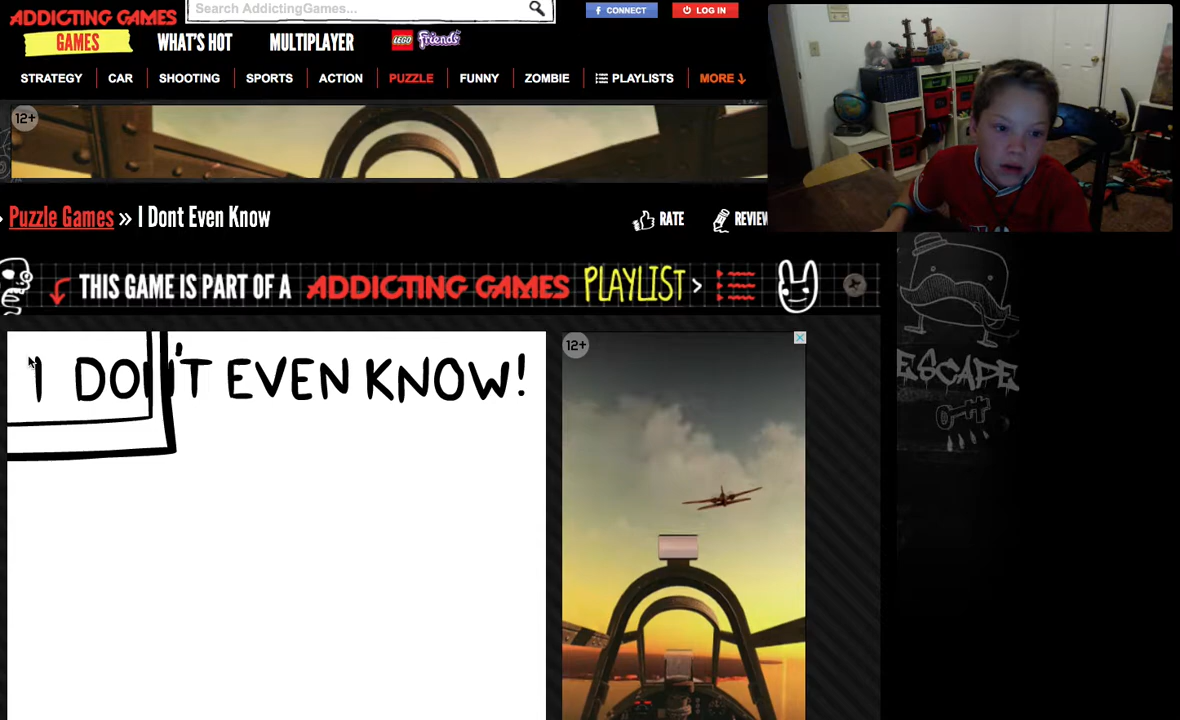 ADDICTING GAMES
Search AddictingGames...
f CONNECT
LOG IN
GAMES
WHAT'S HOT
MULTIPLAYER
LEGO friends
STRATEGY
CAR
SHOOTING
SPORTS
ACTION
PUZZLE
FUNNY
ZOMBIE
PLAYLISTS
MORE
12+
Puzzle Games » I Dont Even Know
RATE
REVIEW
THIS GAME IS PART OF A ADDICTING GAMES PLAYLIST >
I DON'T EVEN KNOW!
12+
ESCAPE